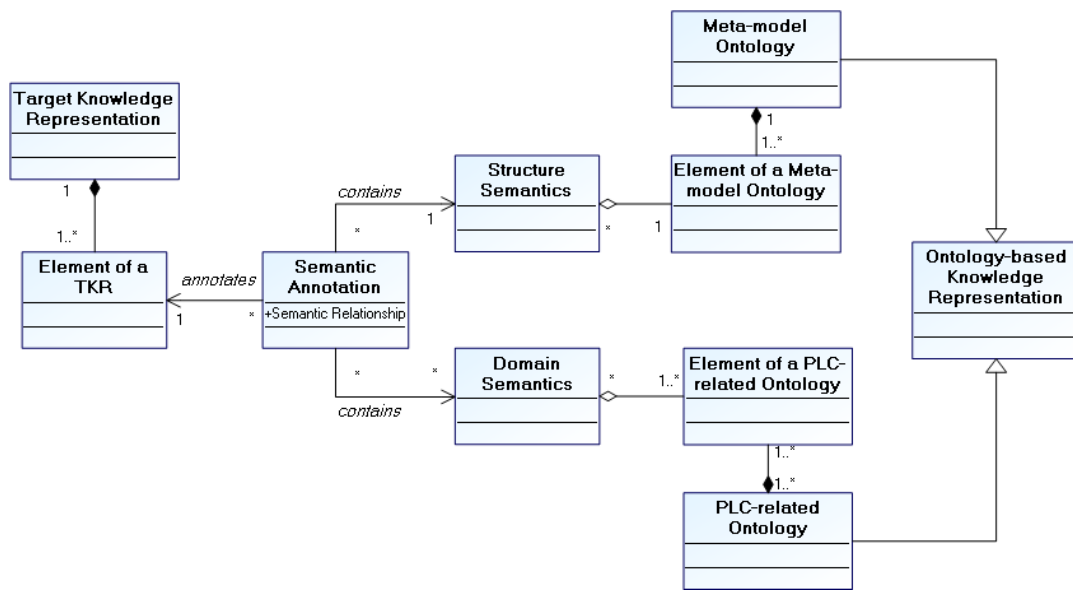 Meta-model
Ontology
Target Knowledge
Representation
1
1..*
1
1..*
Structure
Semantics
Element of a Meta-
model Ontology
contains
1
*
*
1
Element of a
TKR
annotates
1
*
Semantic
Annotation
+Semantic Relationship
Ontology-based
Knowledge
Representation
*
*
contains
Domain
Semantics
*
1..*
Element of a PLC-
related Ontology
1..*
1..*
PLC-related
Ontology